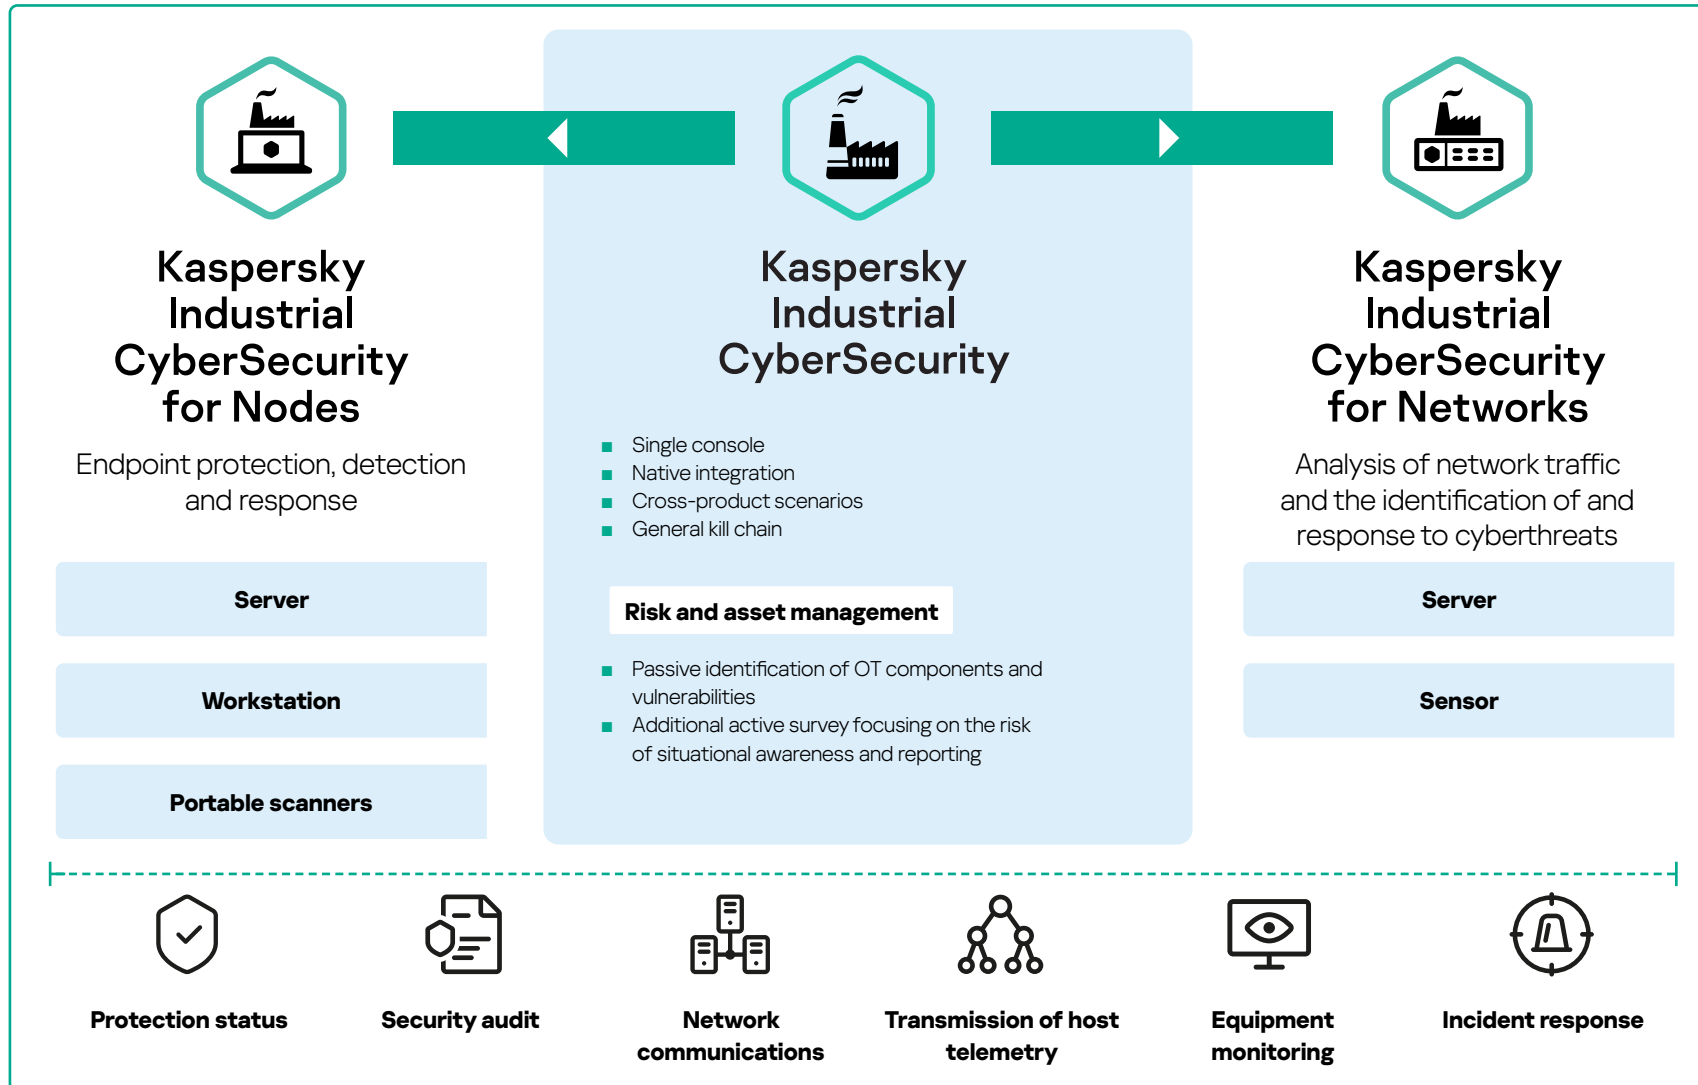 Kaspersky
Industrial
CyberSecurity
for Nodes
Endpoint protection, detection
and response
Server
Workstation
Portable scanners
Kaspersky
Industrial
CyberSecurity
Single console
Native integration
Cross-product scenarios
General kill chain
Risk and asset management
Passive identification of OT components and
vulnerabilities
Additional active survey focusing on the risk
of situational awareness and reporting
Kaspersky
Industrial
CyberSecurity
for Networks
Analysis of network traffic
and the identification of and
response to cyberthreats
Server
Sensor
Protection status
Security audit
Network
communications
Transmission of host
telemetry
Equipment
monitoring
Incident response